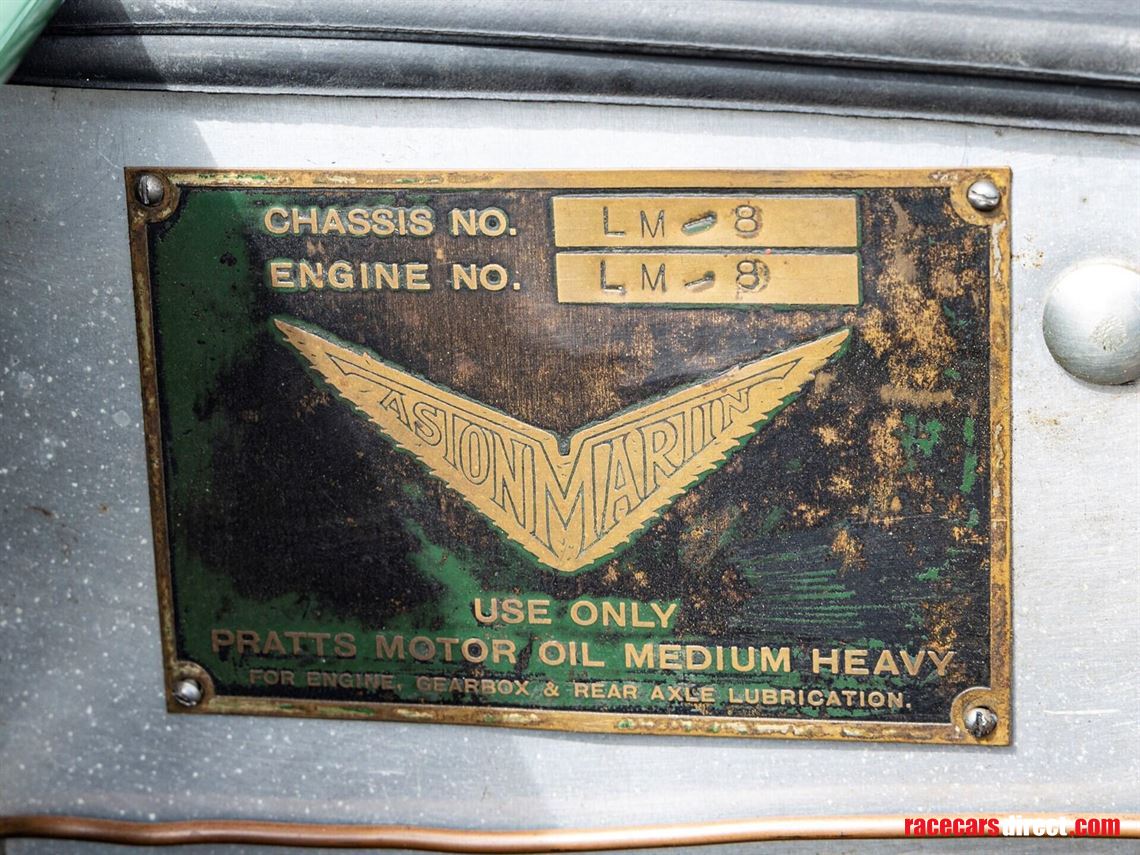 CHASSIS NO. LM-8
ENGINE NO. LM-8
ASTON MARTIN
USE ONLY
PRATTS MOTOR OIL MEDIUM HEAVY
FOR ENGINE, GEARBOX & REAR AXLE LUBRICATION.
racecarsdirect.com